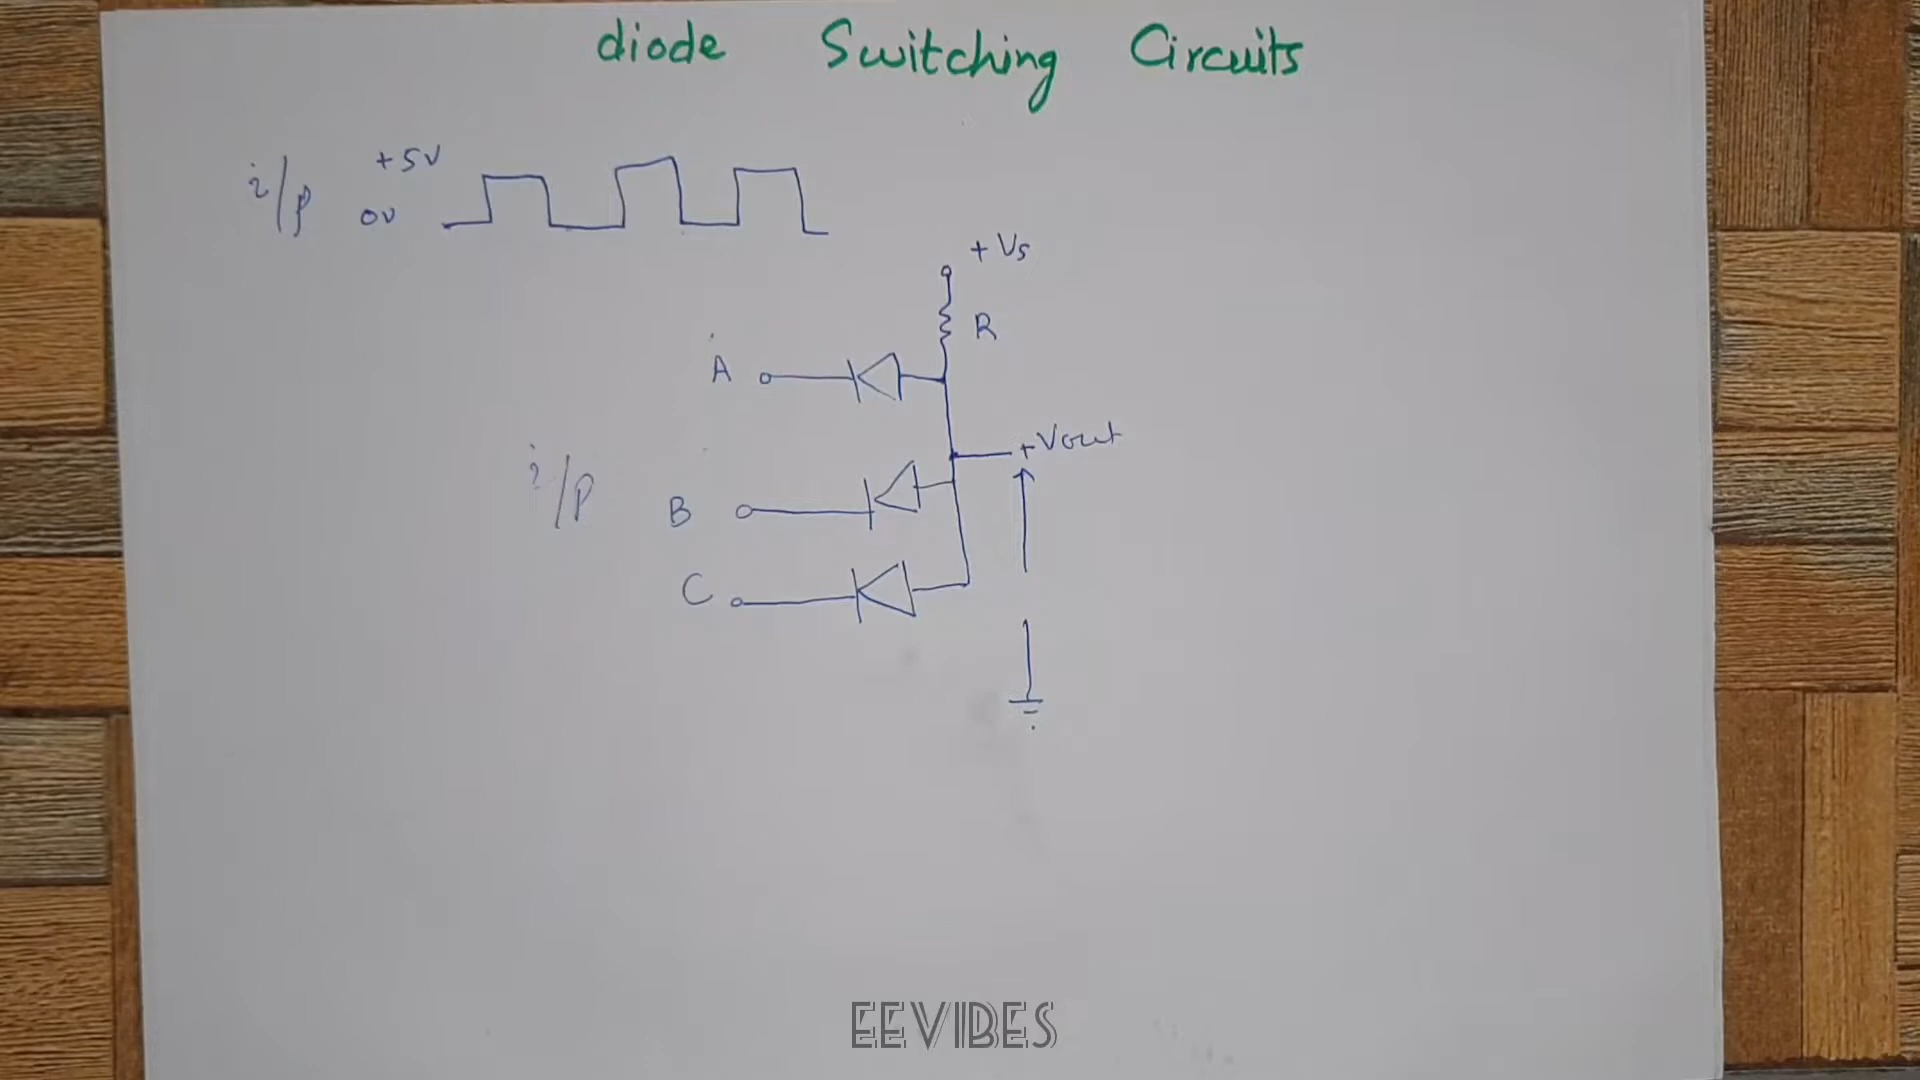 diode Switching Circuits
i/p +5V
0V
+ Vs
R
A
+ Vout
i/p B
C
EEVIBES